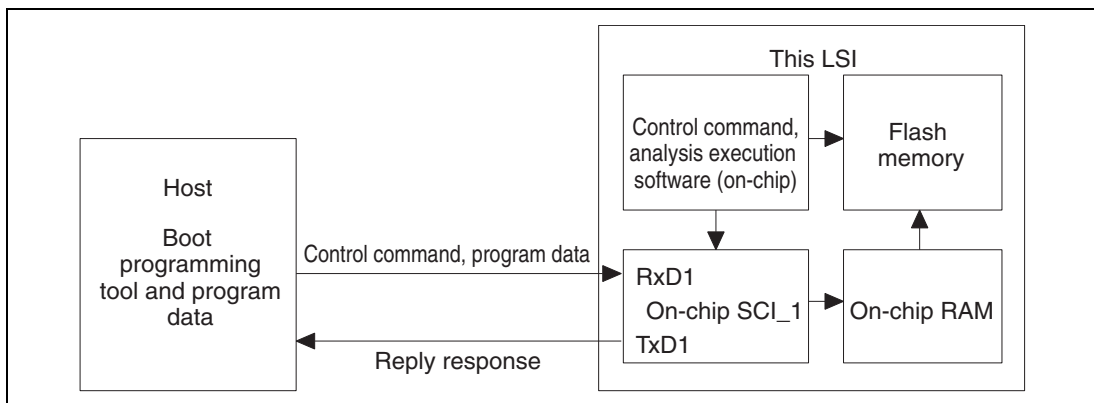 This LSI
Control command,
analysis execution
software (on-chip)
Flash
memory
Host
Boot
programming
tool and program
data
Control command, program data
RxD1
On-chip SCI_1
TxD1
On-chip RAM
Reply response